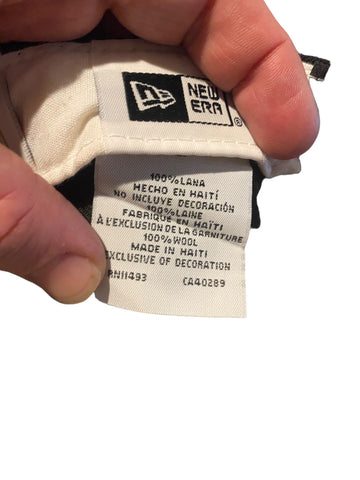 NEW
ERA
®
100% LANA
HECHO EN HAITÍ
NO INCLUYE DECORACIÓN
100% LAINE
FABRIQUE EN HAÏTI
À L'EXCLUSION DE LA GARNITURE
100% WOOL
MADE IN HAITI
EXCLUSIVE OF DECORATION
RN11493 CA40289